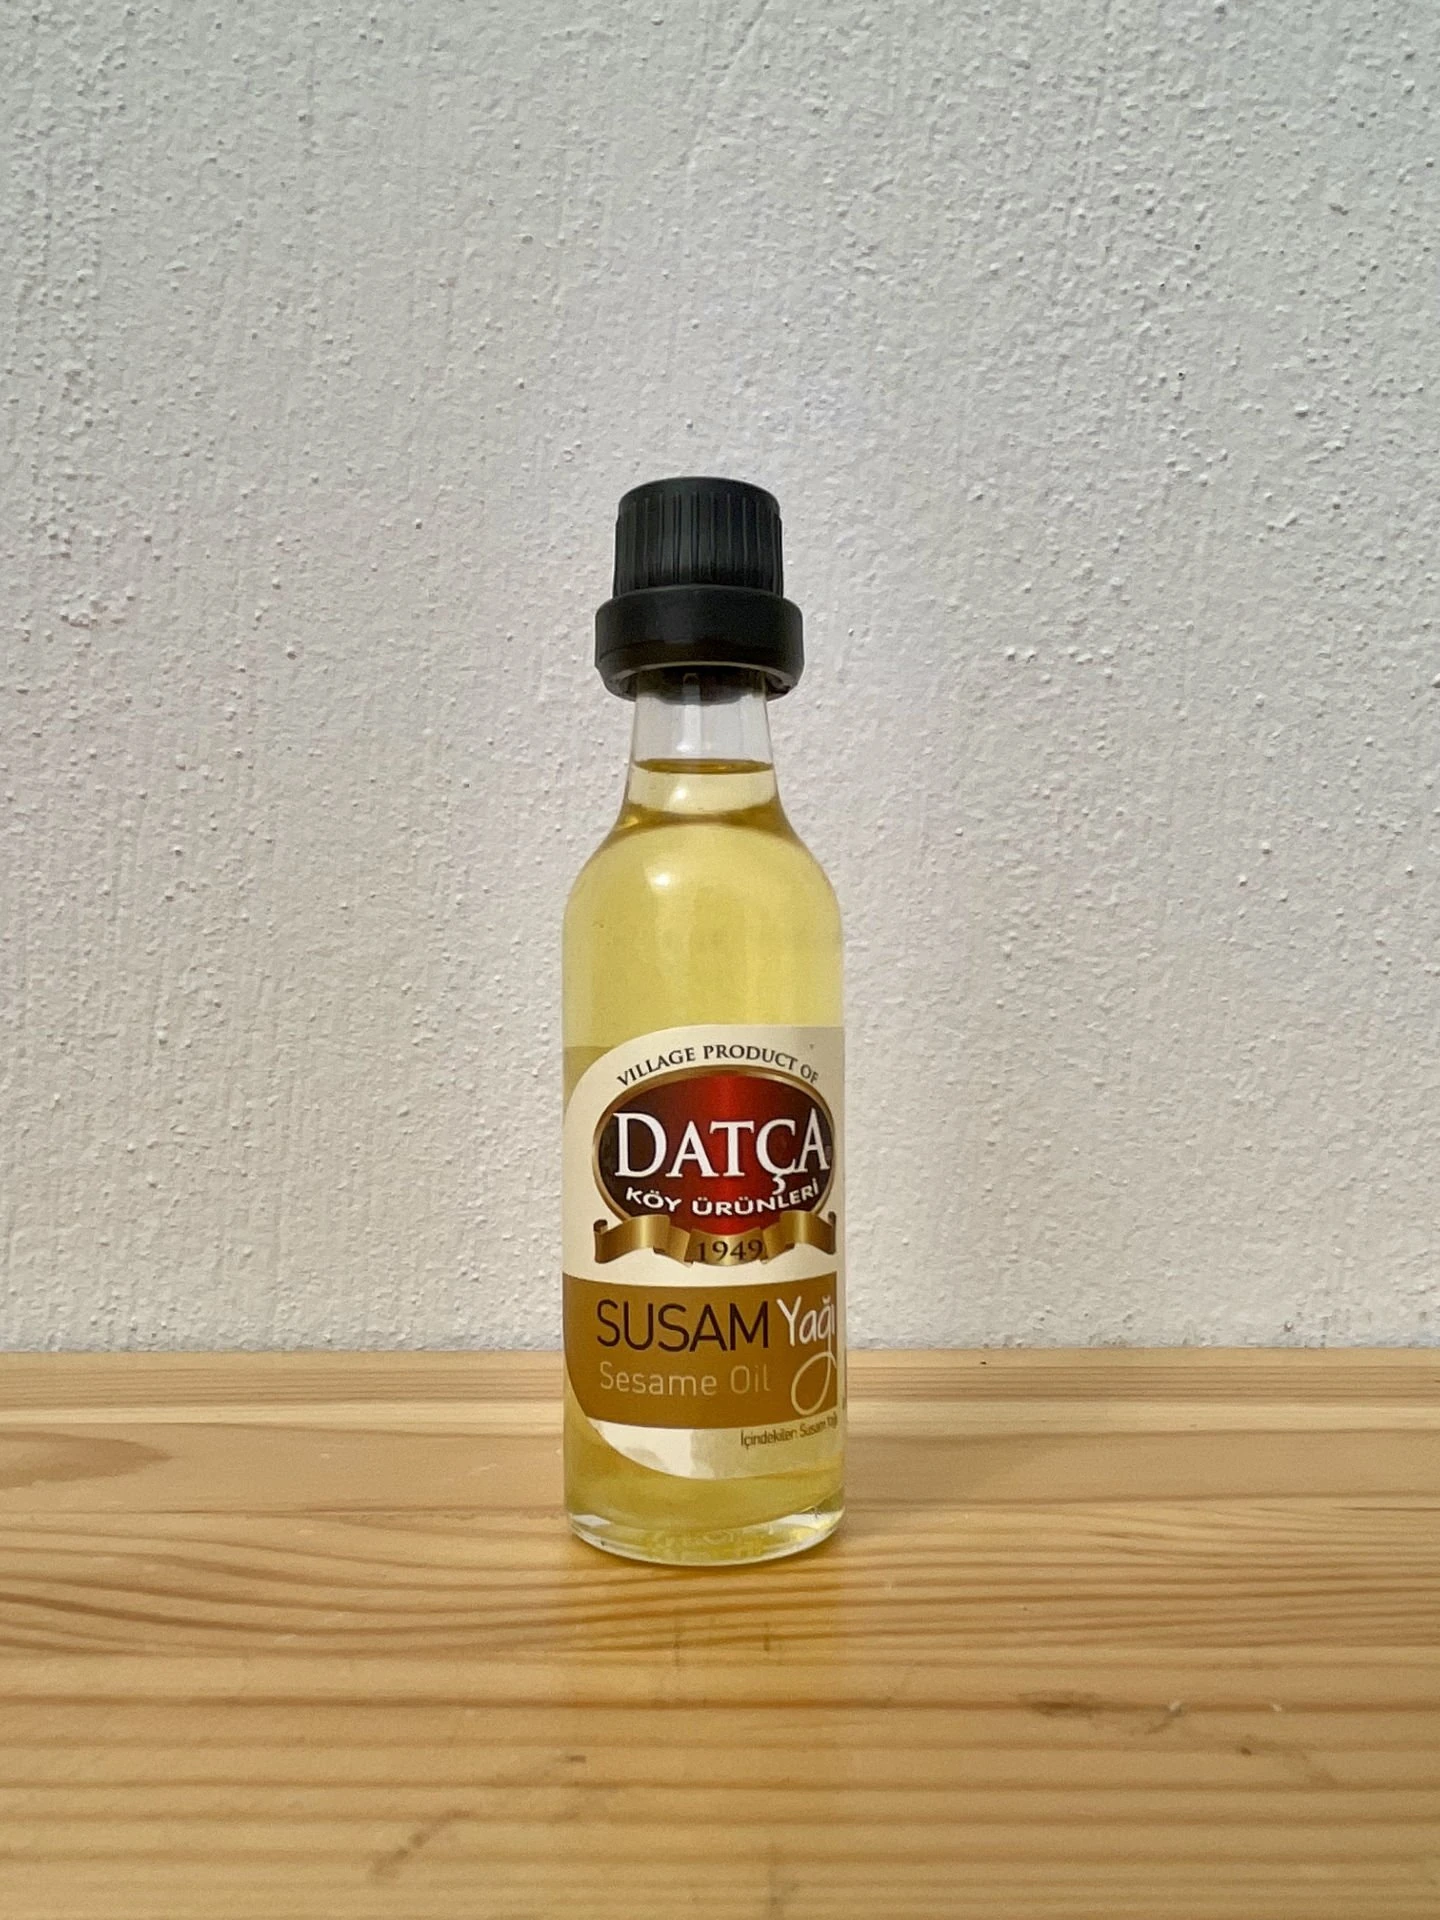 VILLAGE PRODUCT OF
DATÇA
KÖY ÜRÜNLERİ
1949
SUSAM Yağı
Sesame Oil
İçindekiler: Susam Yağı